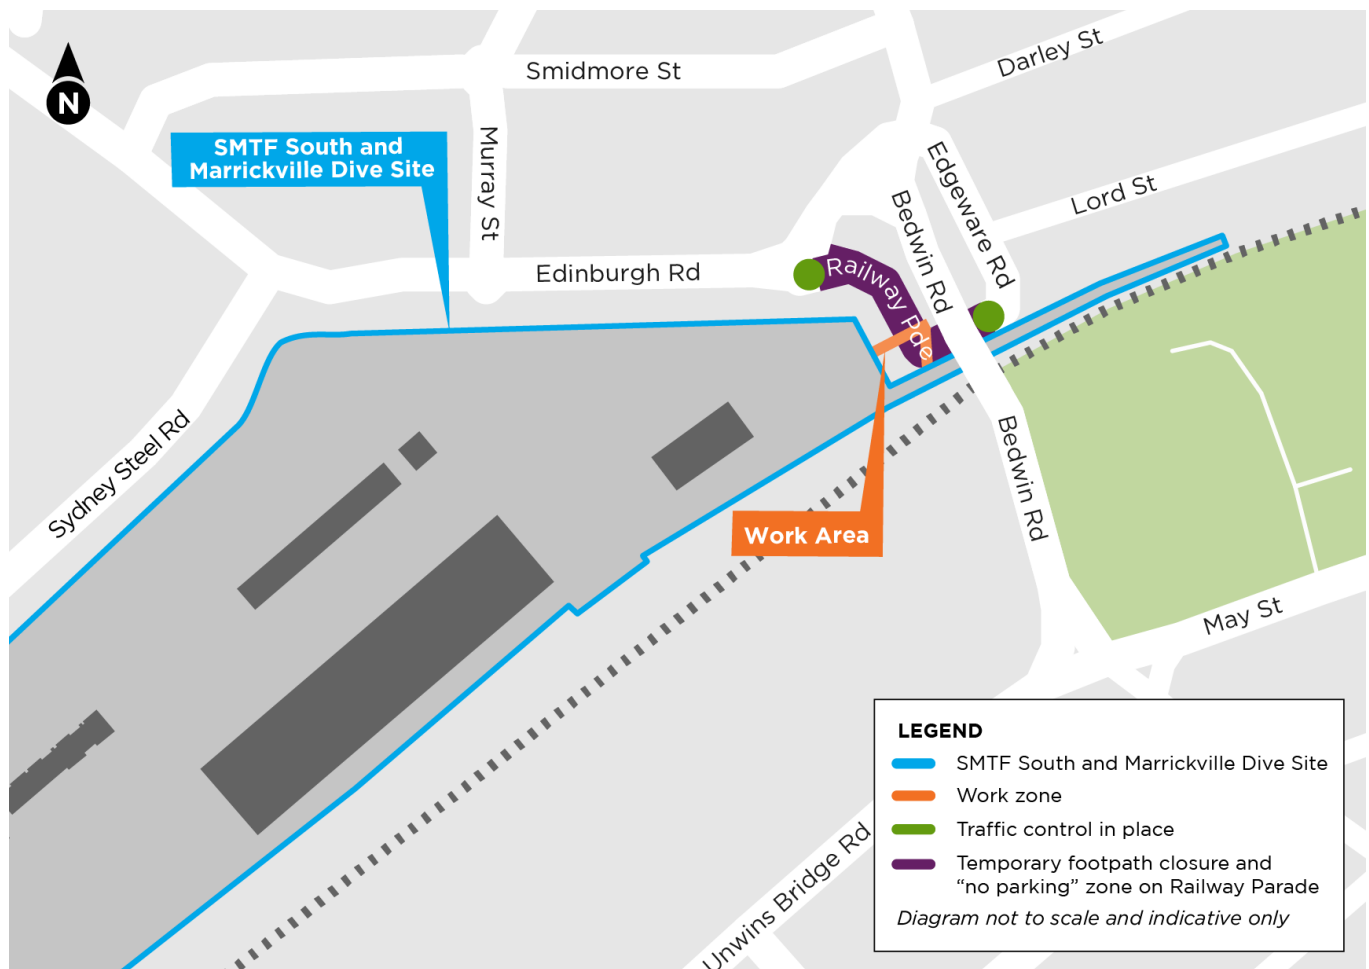 N
Smidmore St
Darley St
SMTF South and
Marrickville Dive Site
Murray St
Edgeware Rd
Lord St
Bedwin Rd
Edinburgh Rd
Railway Pde
Sydney Steel Rd
Bedwin Rd
Work Area
May St
Unwins Bridge Rd
LEGEND
SMTF South and Marrickville Dive Site
Work zone
Traffic control in place
Temporary footpath closure and
“no parking” zone on Railway Parade
Diagram not to scale and indicative only